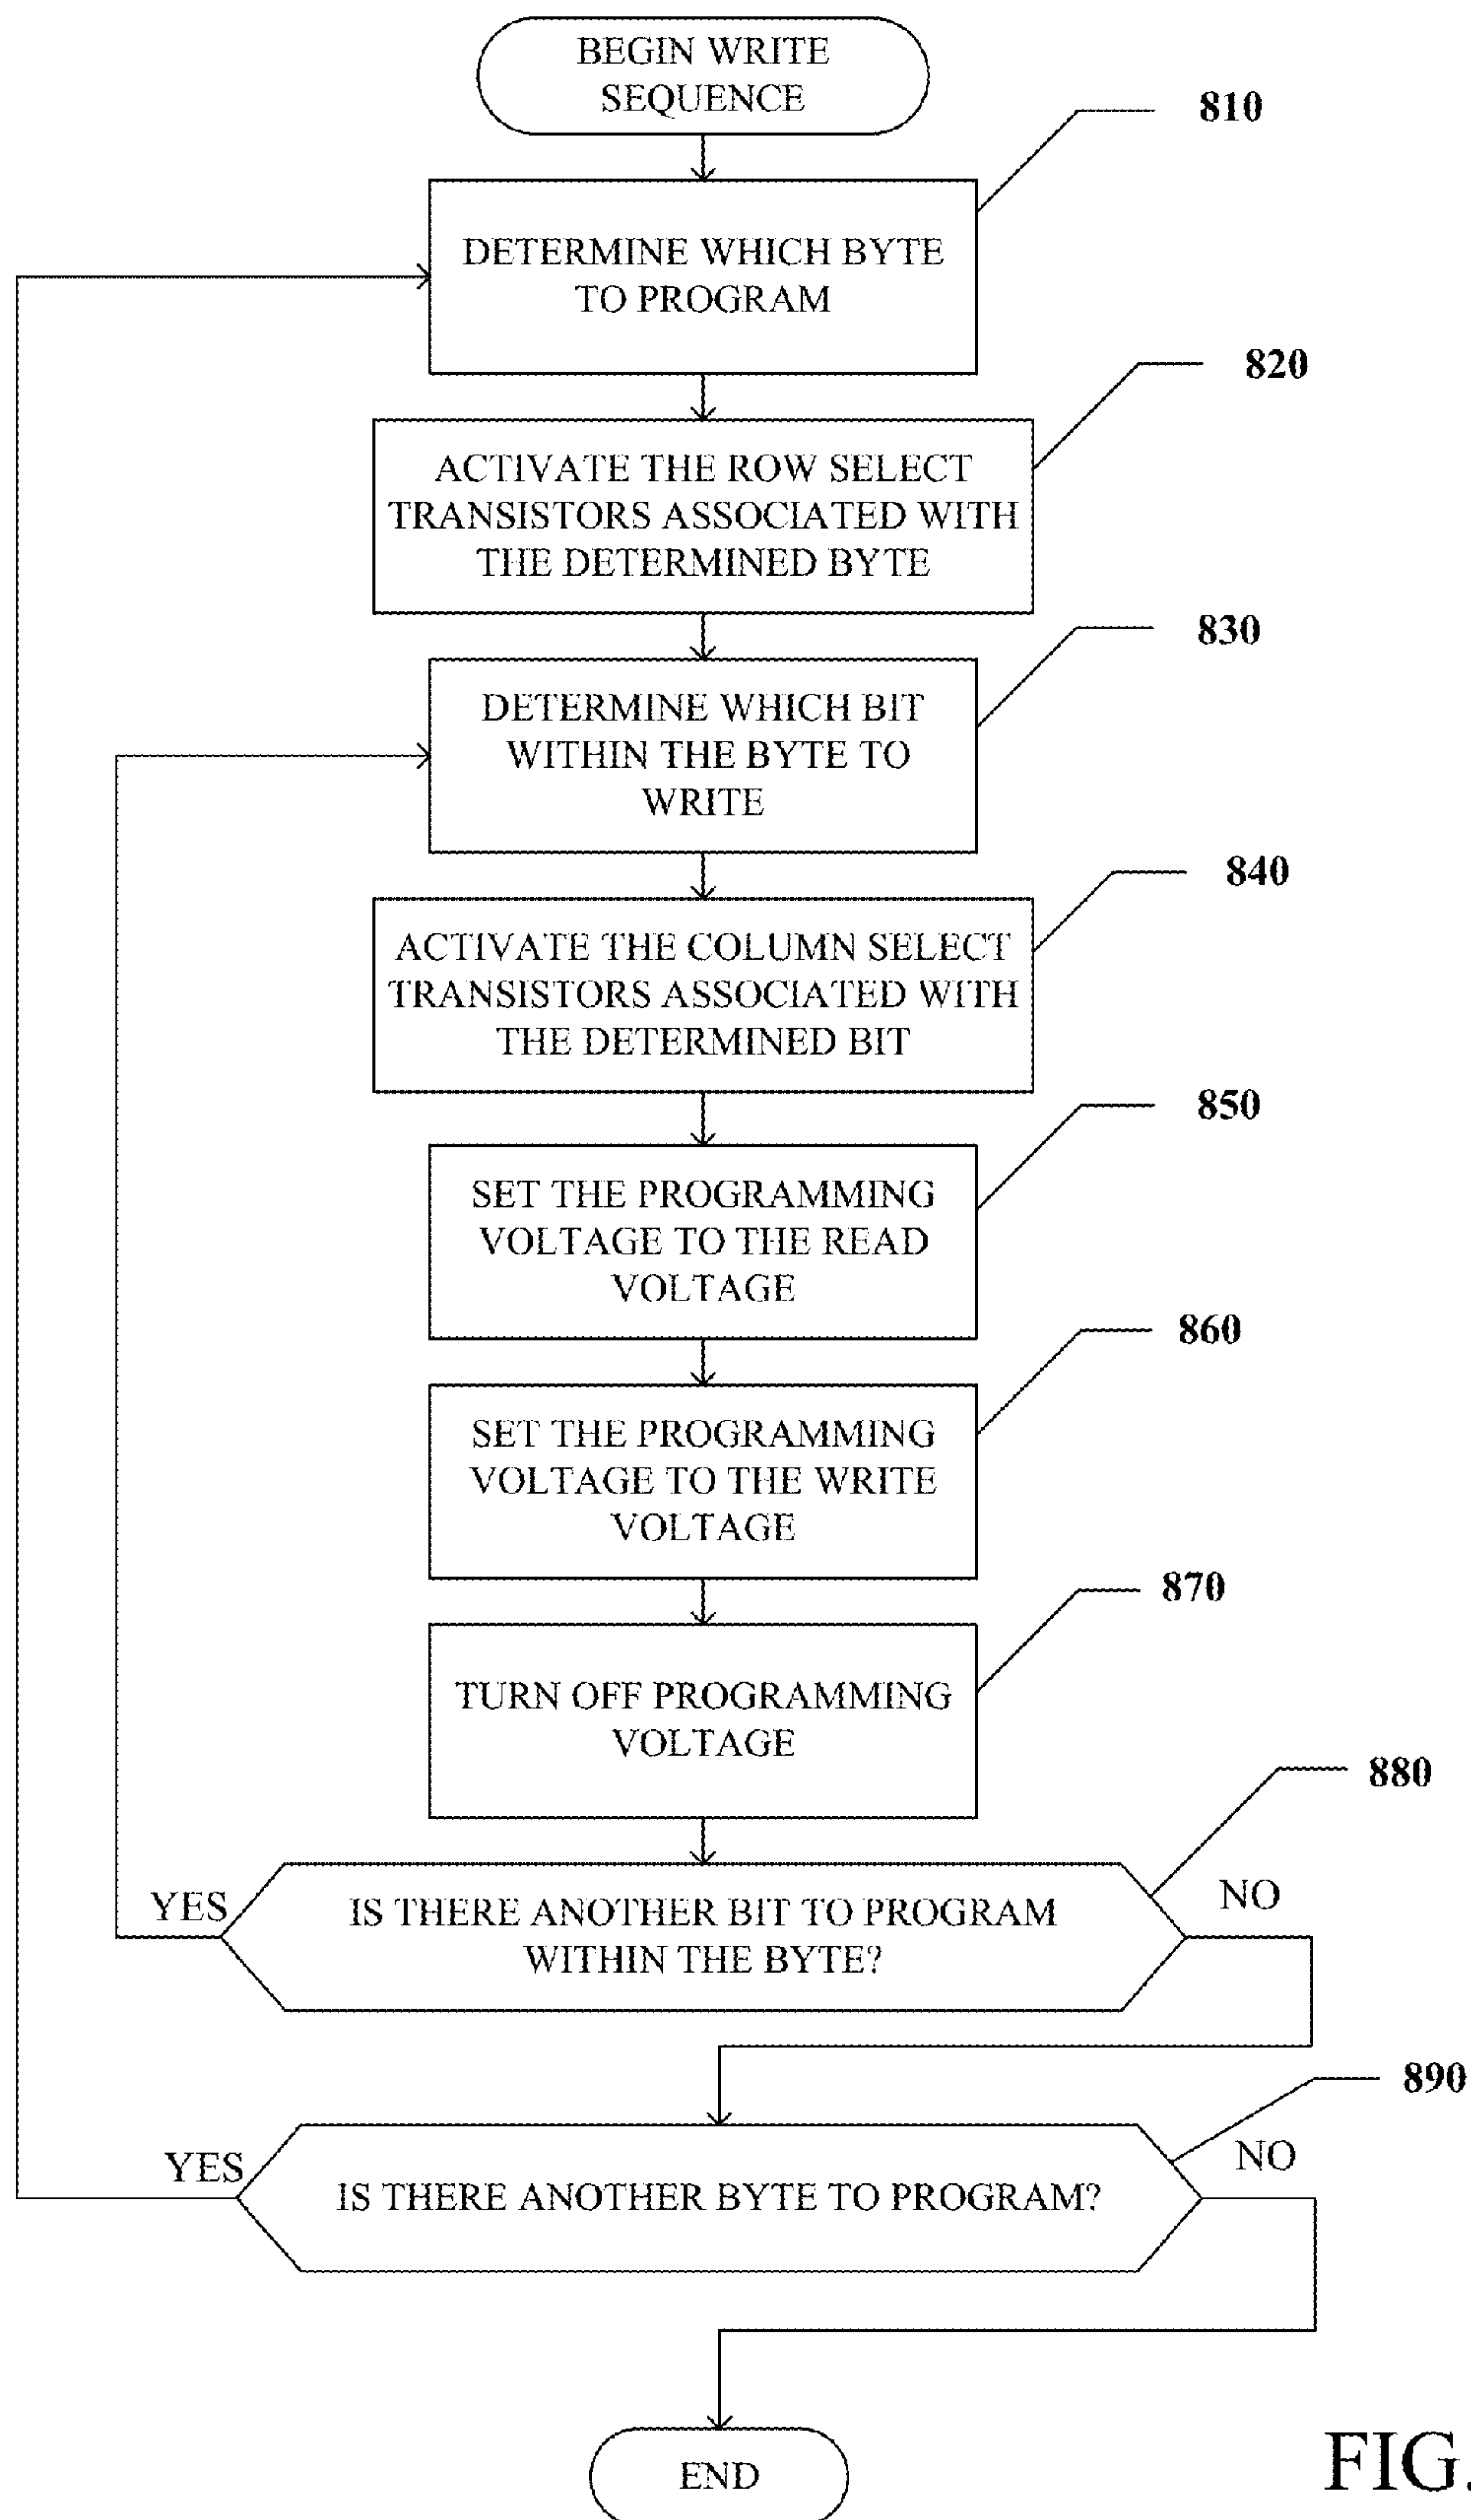 BEGIN WRITE
SEQUENCE
810
DETERMINE WHICH BYTE
TO PROGRAM
820
ACTIVATE THE ROW SELECT
TRANSISTORS ASSOCIATED WITH
THE DETERMINED BYTE
830
DETERMINE WHICH BIT
WITHIN THE BYTE TO
WRITE
840
ACTIVATE THE COLUMN SELECT
TRANSISTORS ASSOCIATED WITH
THE DETERMINED BIT
850
SET THE PROGRAMMING
VOLTAGE TO THE READ
VOLTAGE
860
SET THE PROGRAMMING
VOLTAGE TO THE WRITE
VOLTAGE
870
TURN OFF PROGRAMMING
VOLTAGE
880
YES
IS THERE ANOTHER BIT TO PROGRAM
WITHIN THE BYTE?
NO
890
YES
IS THERE ANOTHER BYTE TO PROGRAM?
NO
END
FIG.